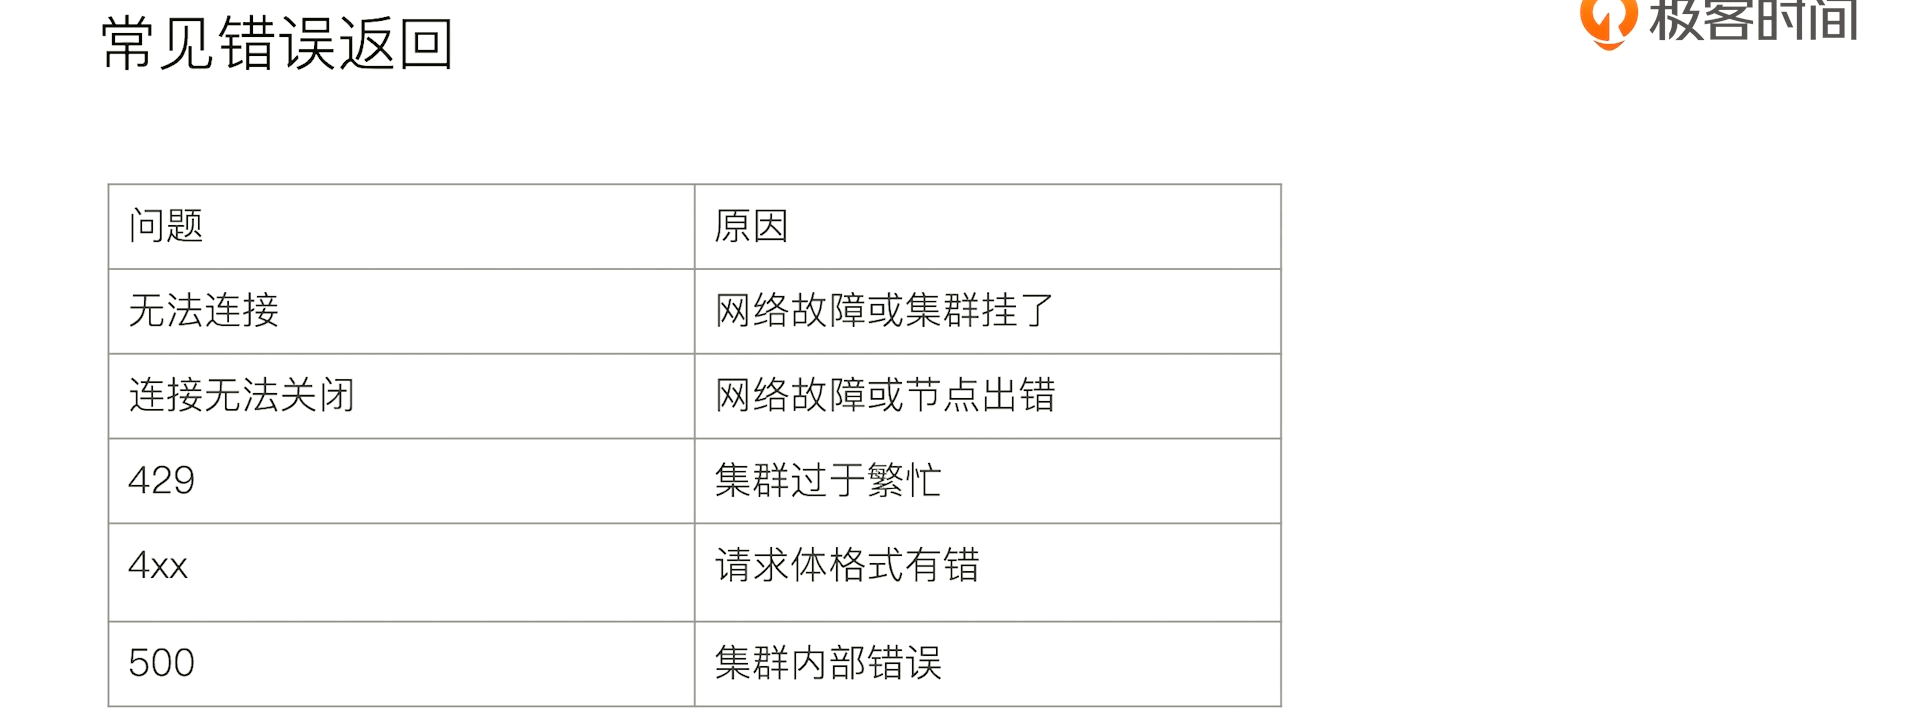 常见错误返回
极客时间
问题 原因
无法连接 网络故障或集群挂了
连接无法关闭 网络故障或节点出错
429 集群过于繁忙
4xx 请求体格式有错
500 集群内部错误